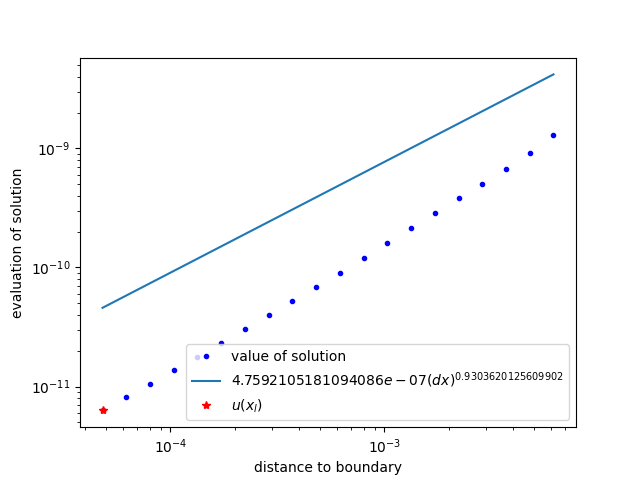 10⁻⁹
10⁻¹⁰
10⁻¹¹
evaluation of solution
value of solution
4.7592105181094086e − 07(dx)^0.9303620125609902
u(x_l)
10⁻⁴
10⁻³
distance to boundary